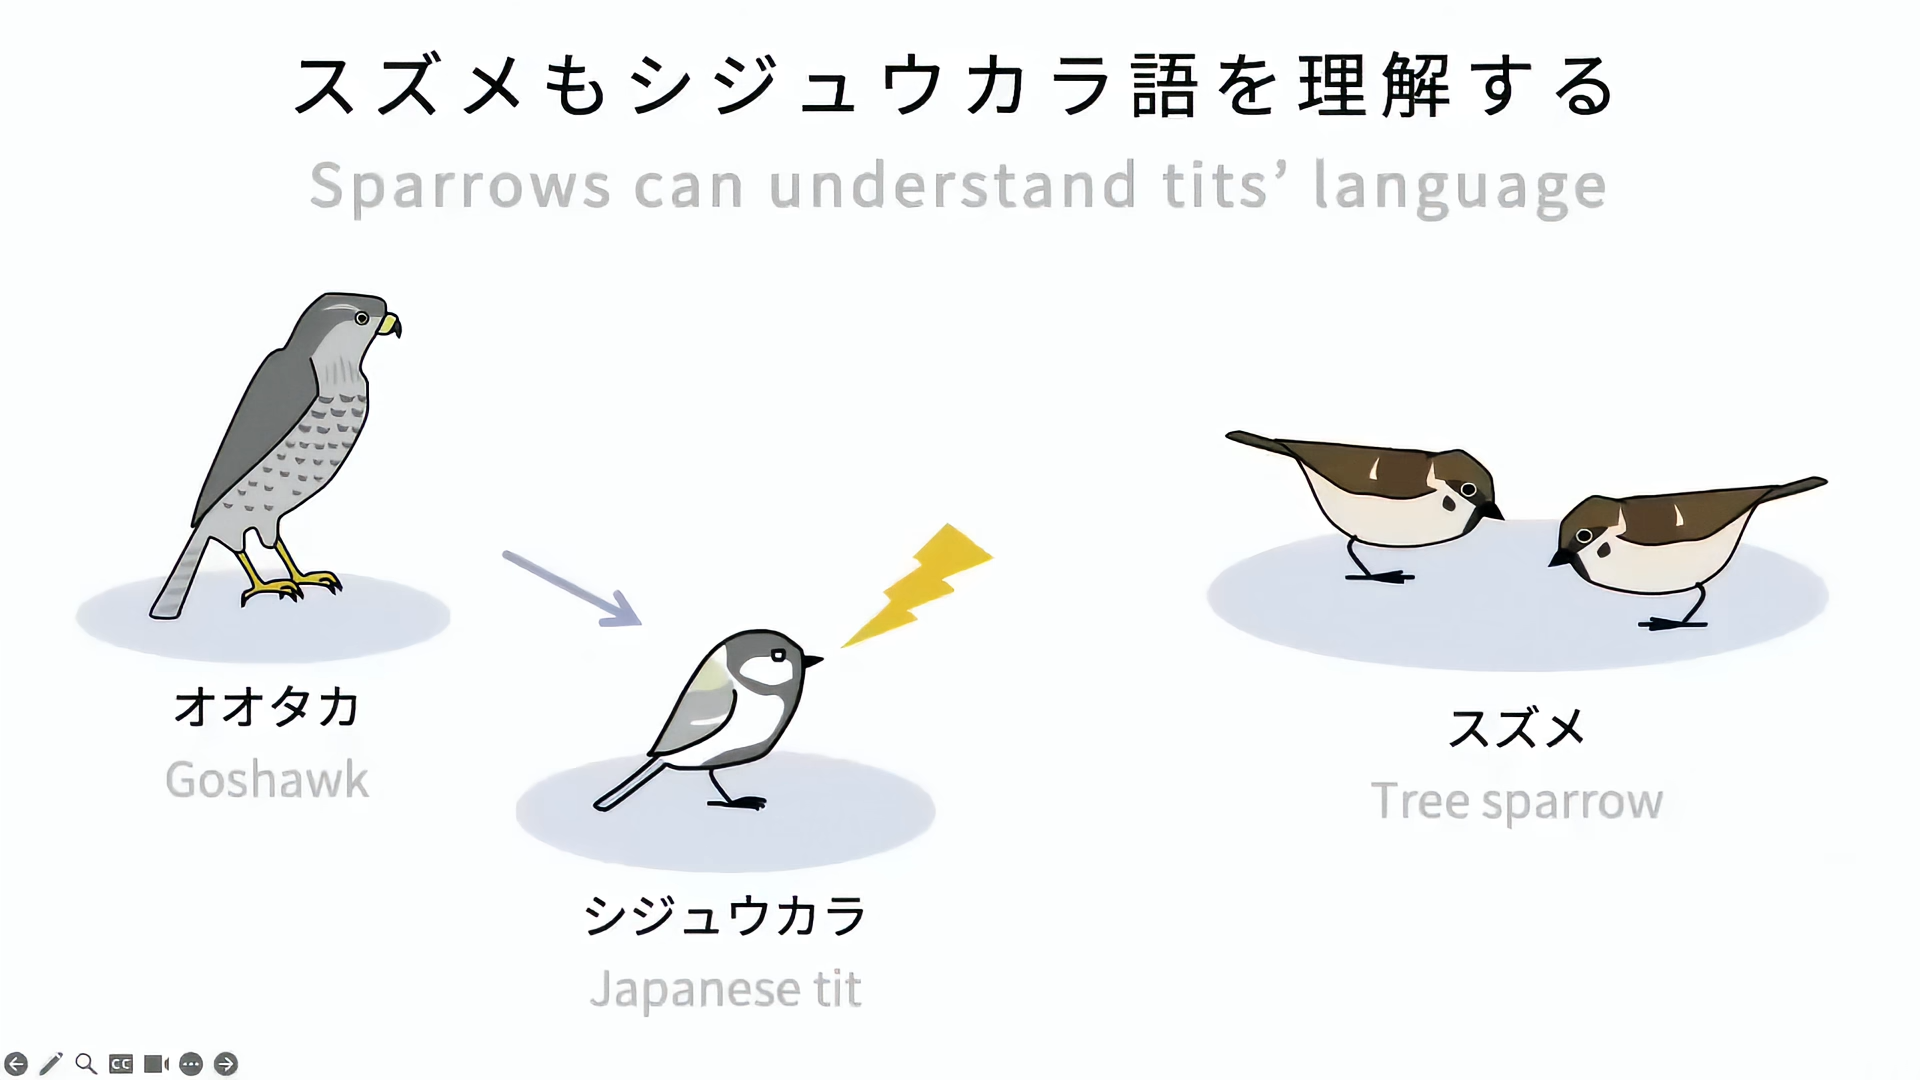 スズメもシジュウカラ語を理解する
Sparrows can understand tits’ language
オオタカ
Goshawk
シジュウカラ
Japanese tit
スズメ
Tree sparrow
CC